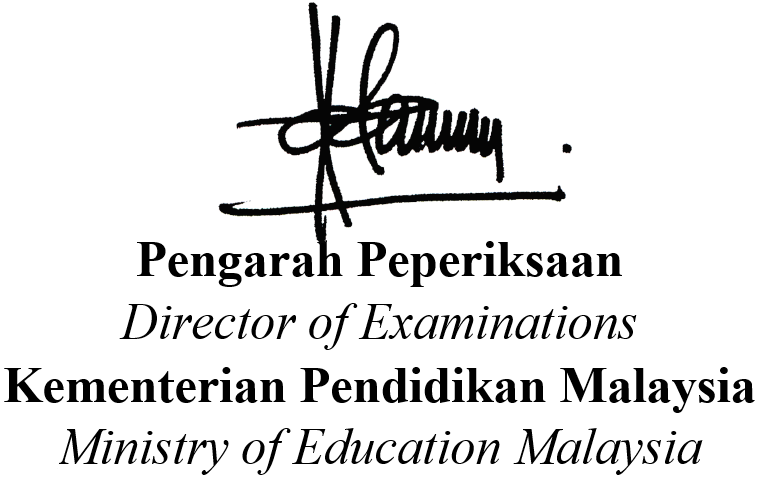 Pengarah Peperiksaan
Director of Examinations
Kementerian Pendidikan Malaysia
Ministry of Education Malaysia